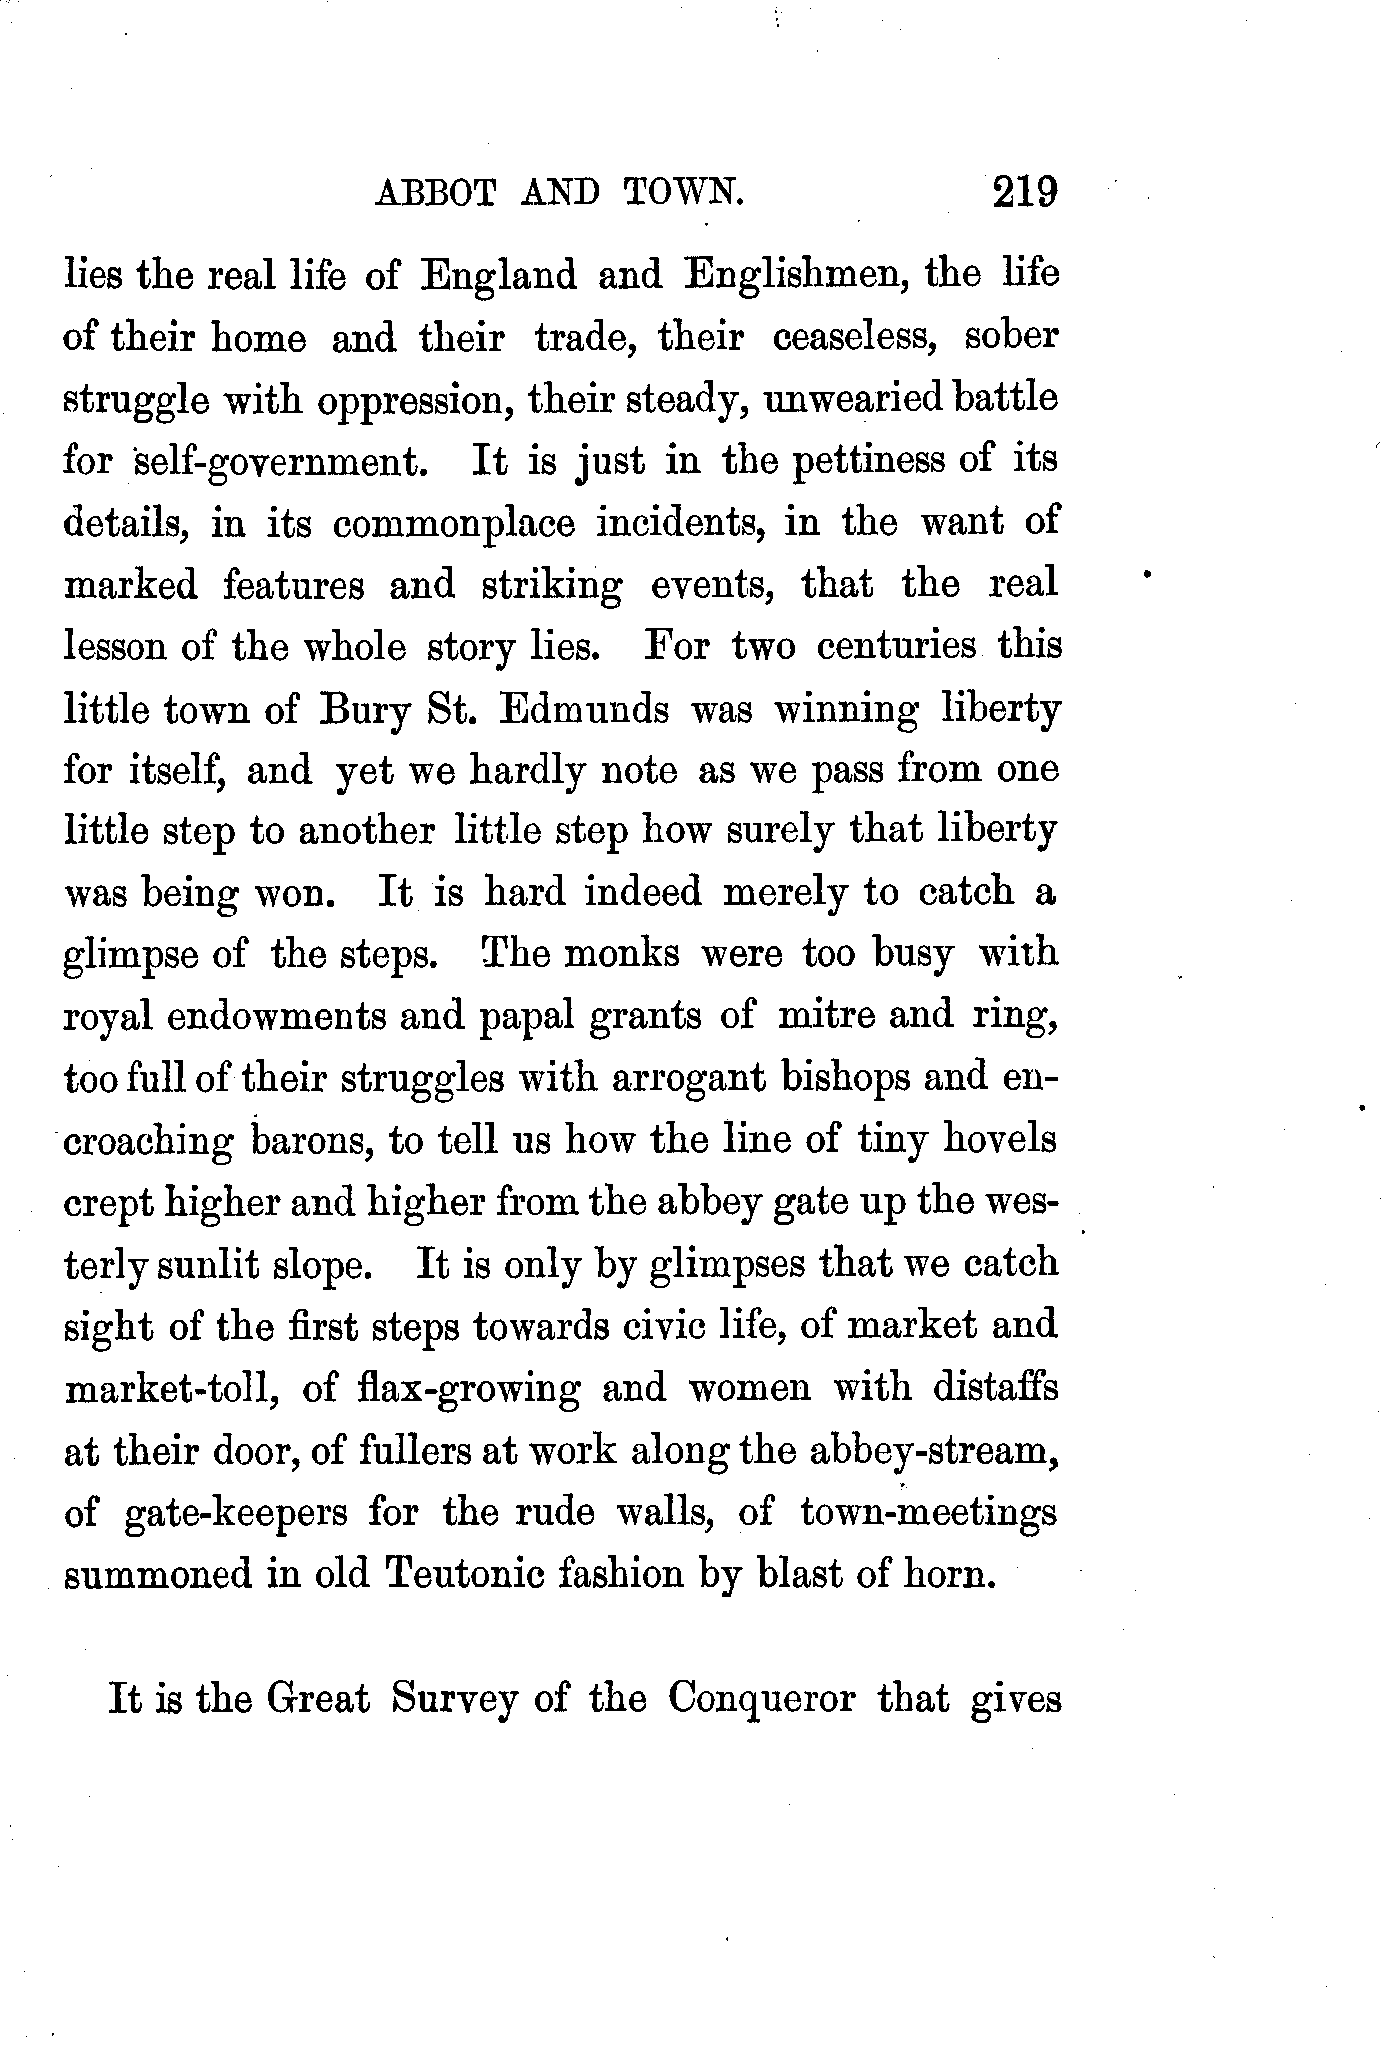 ABBOT AND TOWN. 219
lies the real life of England and Englishmen, the life
of their home and their trade, their ceaseless, sober
struggle with oppression, their steady, unwearied battle
for self-government. It is just in the pettiness of its
details, in its commonplace incidents, in the want of
marked features and striking events, that the real
lesson of the whole story lies. For two centuries this
little town of Bury St. Edmunds was winning liberty
for itself, and yet we hardly note as we pass from one
little step to another little step how surely that liberty
was being won. It is hard indeed merely to catch a
glimpse of the steps. The monks were too busy with
royal endowments and papal grants of mitre and ring,
too full of their struggles with arrogant bishops and en-
croaching barons, to tell us how the line of tiny hovels
crept higher and higher from the abbey gate up the wes-
terly sunlit slope. It is only by glimpses that we catch
sight of the first steps towards civic life, of market and
market-toll, of flax-growing and women with distaffs
at their door, of fullers at work along the abbey-stream,
of gate-keepers for the rude walls, of town-meetings
summoned in old Teutonic fashion by blast of horn.
It is the Great Survey of the Conqueror that gives